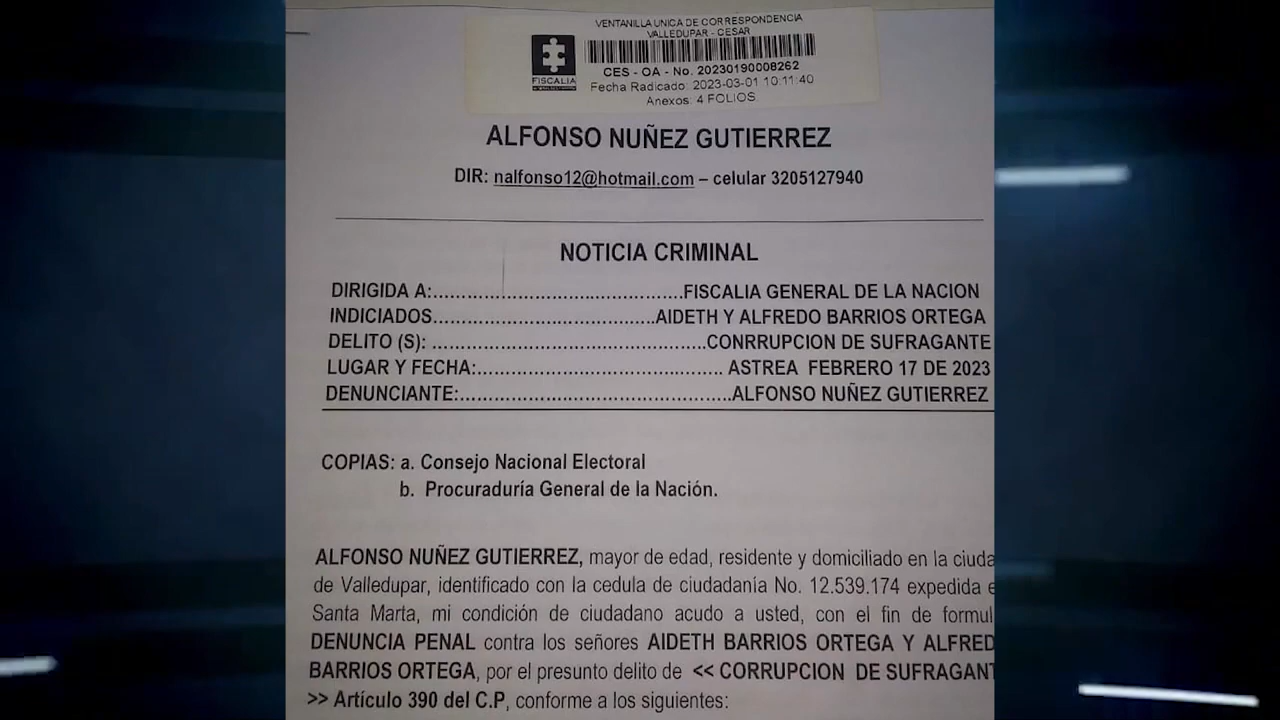 VENTANILLA UNICA DE CORRESPONDENCIA
VALLEDUPAR - CESAR
FISCALIA
CES - OA - No. 20230190008262
Fecha Radicado: 2023-03-01 10:11:40
Anexos: 4 FOLIOS
ALFONSO NUÑEZ GUTIERREZ
DIR: nalfonso12@hotmail.com – celular 3205127940
NOTICIA CRIMINAL
DIRIGIDA A:..............................................FISCALIA GENERAL DE LA NACION
INDICIADOS.........................................AIDETH Y ALFREDO BARRIOS ORTEGA
DELITO (S): ..................................................CONRRUPCION DE SUFRAGANTE
LUGAR Y FECHA:............................................. ASTREA FEBRERO 17 DE 2023
DENUNCIANTE:.................................................ALFONSO NUÑEZ GUTIERREZ
COPIAS: a. Consejo Nacional Electoral
b. Procuraduría General de la Nación.
ALFONSO NUÑEZ GUTIERREZ, mayor de edad, residente y domiciliado en la ciuda
de Valledupar, identificado con la cedula de ciudadanía No. 12.539.174 expedida e
Santa Marta, mi condición de ciudadano acudo a usted, con el fin de formul
DENUNCIA PENAL contra los señores AIDETH BARRIOS ORTEGA Y ALFRED
BARRIOS ORTEGA, por el presunto delito de << CORRUPCION DE SUFRAGANT
>> Artículo 390 del C.P, conforme a los siguientes: